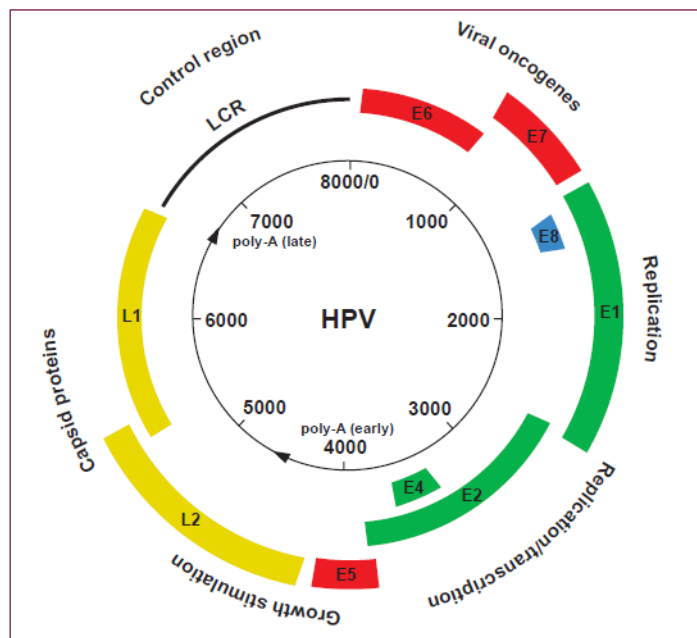 Control region
Viral oncogenes
LCR
E6
E7
8000/0
7000
1000
poly-A (late)
E8
L1
6000
HPV
2000
E1
Replication
Capsid proteins
5000
3000
poly-A (early)
4000
E4
E2
L2
E5
Replication/transcription
Growth stimulation